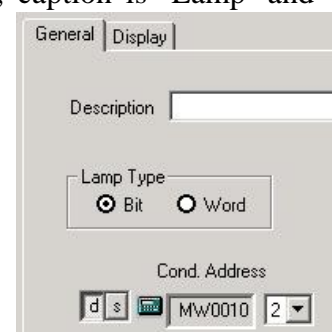 , caption is "Lamp" and
General Display
Description
Lamp Type
Bit Word
Cond. Address
d s MW0010 2